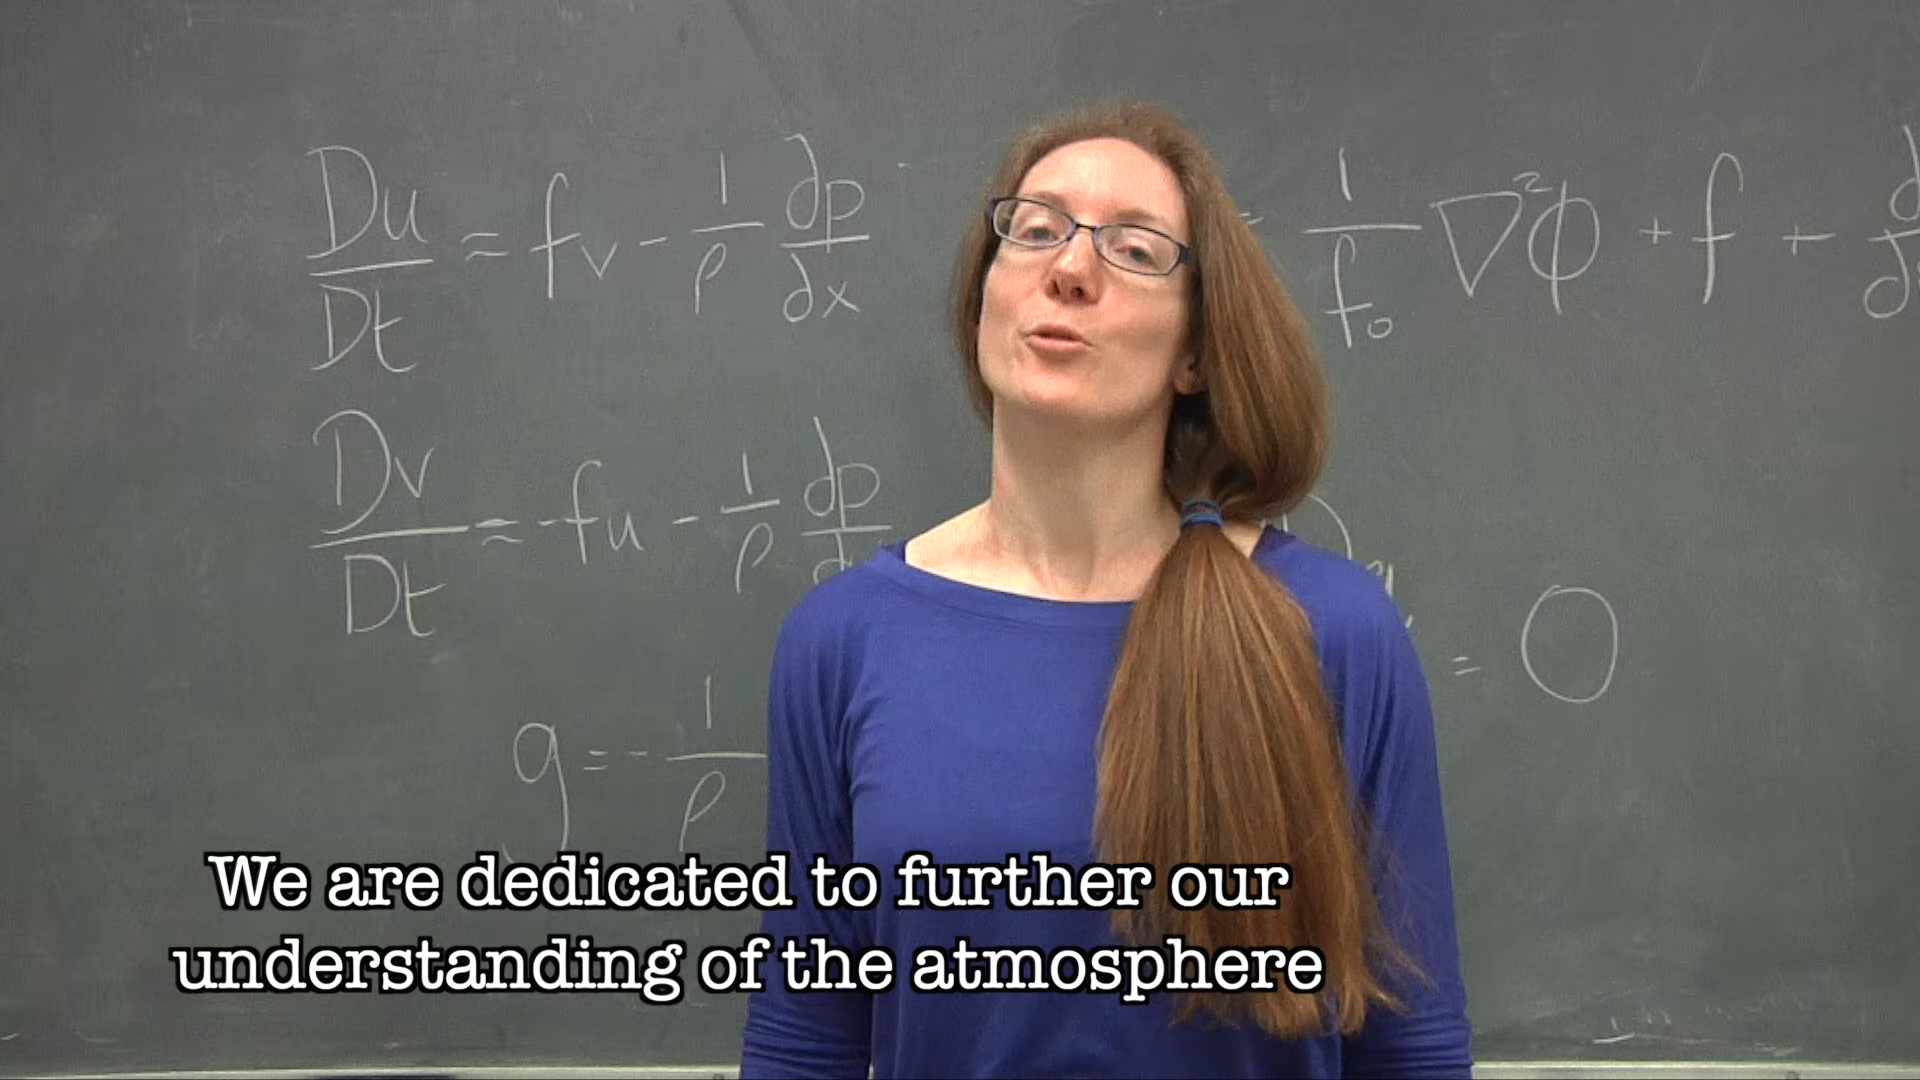 Du/Dt ≈ fv - 1/ρ ∂p/∂x
= 1/f₀ ∇²Φ + f +
Dv/Dt ≈ -fu - 1/ρ ∂p
= 0
g = - 1/ρ
We are dedicated to further our
understanding of the atmosphere